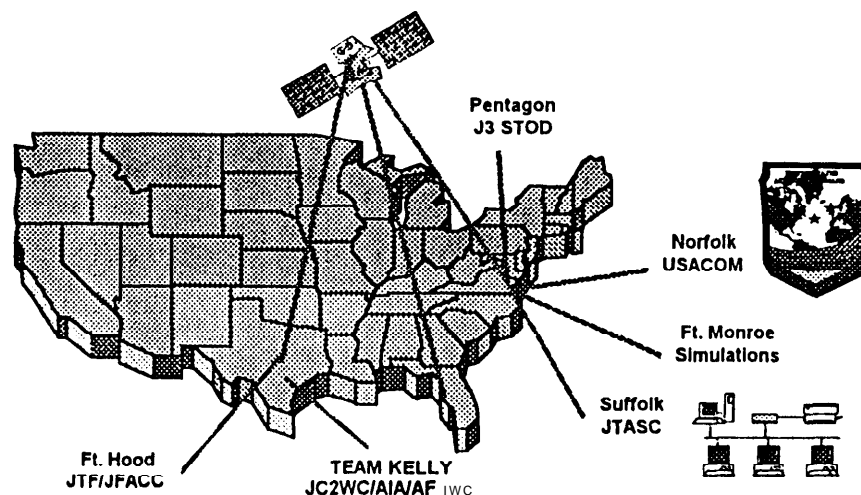 Pentagon
J3 STOD
Norfolk
USACOM
Ft. Monroe
Simulations
Suffolk
JTASC
Ft. Hood
JTF/JFACC
TEAM KELLY
JC2WC/AIA/AF IWC